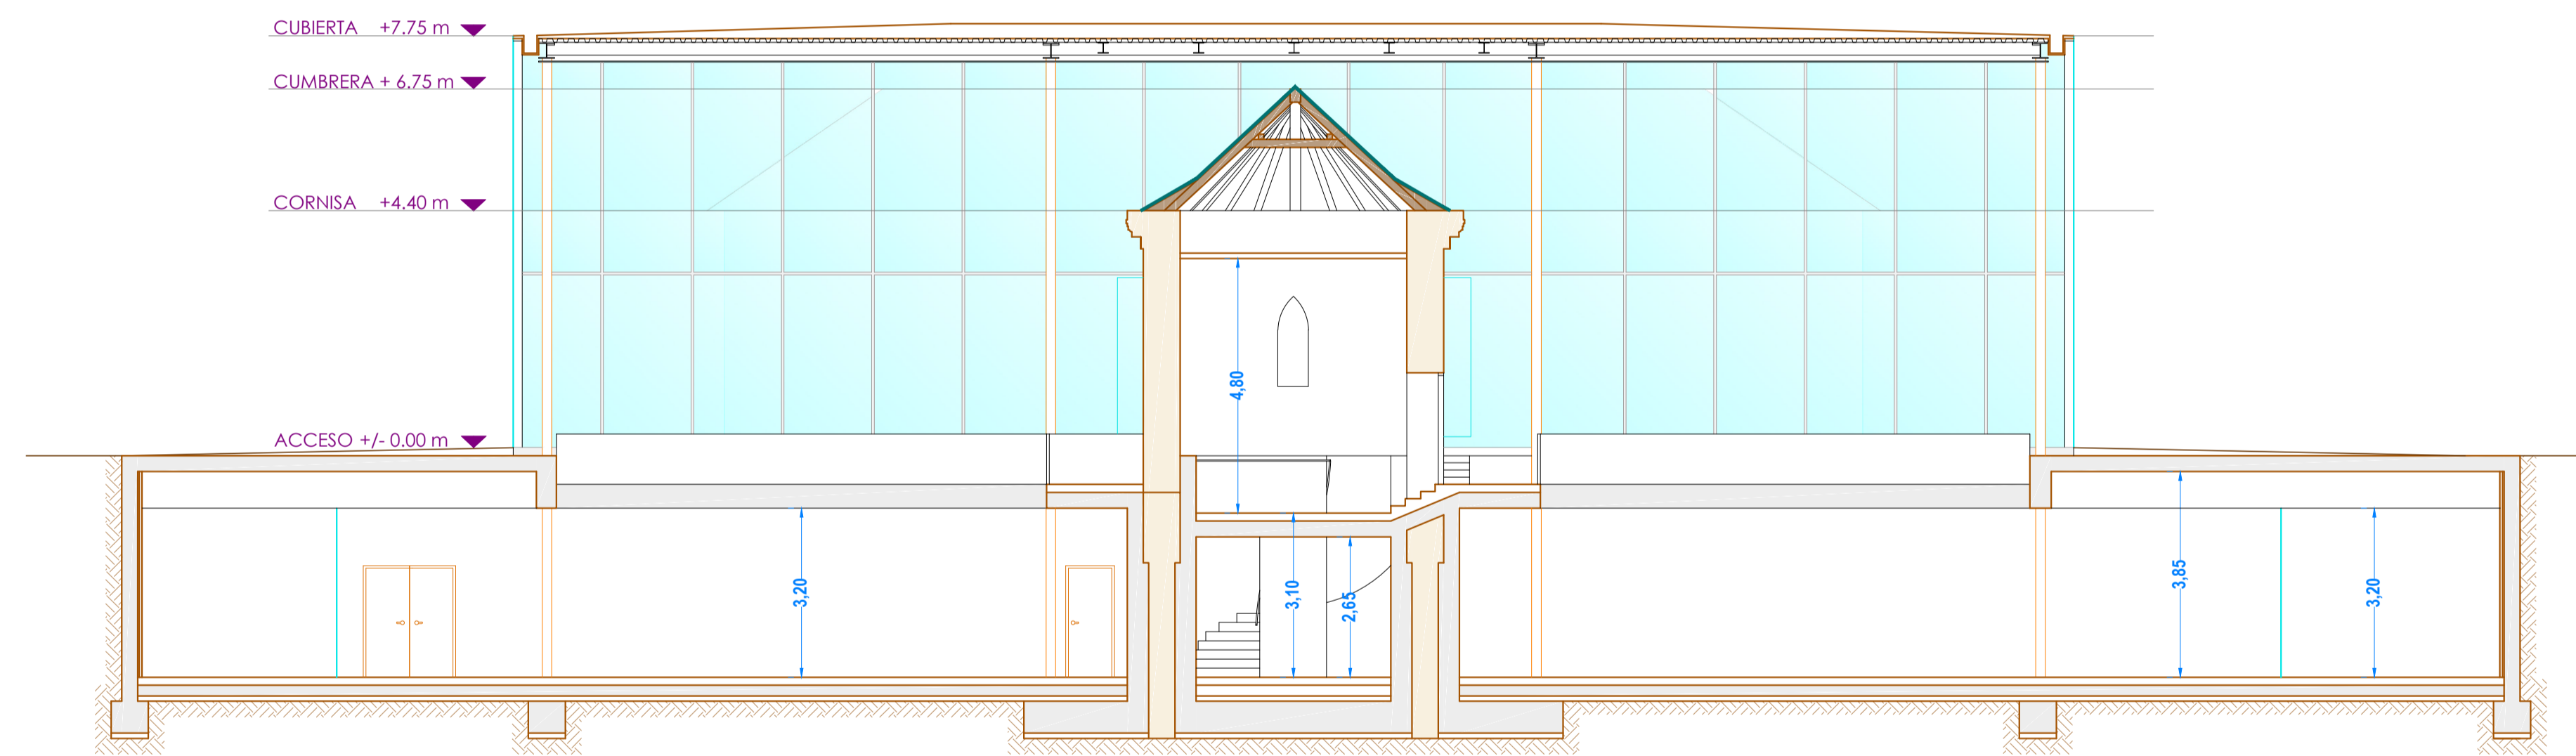 CUBIERTA +7.75 m
CUMBRERA + 6.75 m
CORNISA +4.40 m
4,80
ACCESO +/- 0.00 m
3,20
3,10
2,65
3,85
3,20